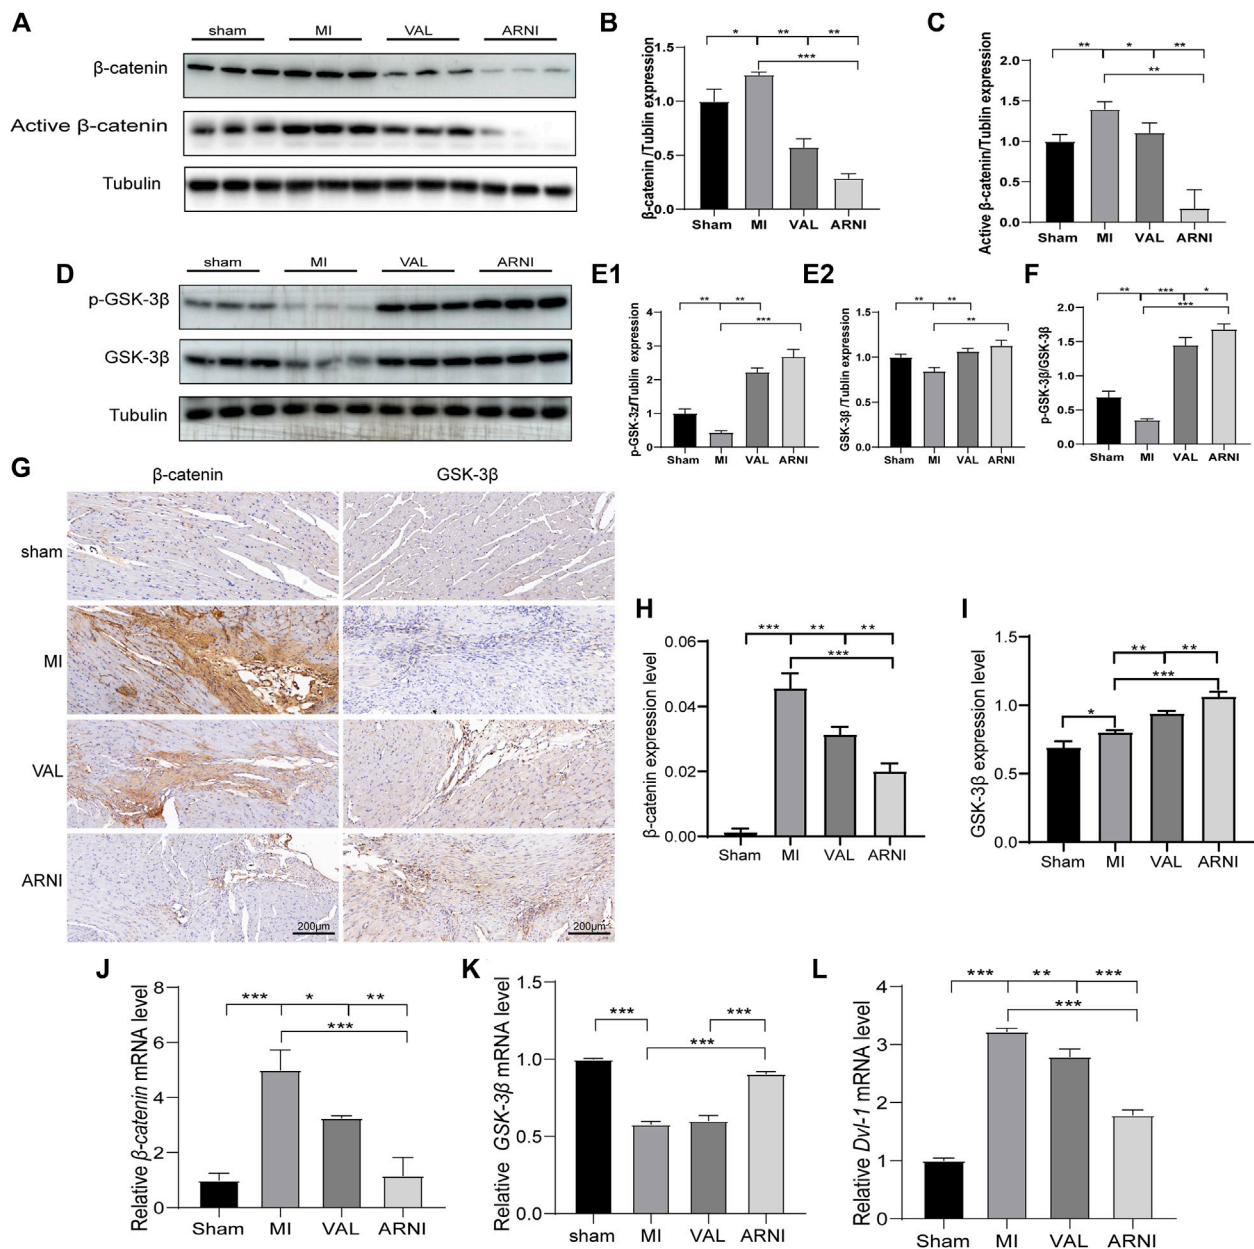 A
sham MI VAL ARNI
β-catenin
Active β-catenin
Tubulin
B
* ** **
***
β-catenin /Tublin expression
1.5
1.0
0.5
0.0
Sham MI VAL ARNI
C
** * **
**
Active β-catenin/Tublin expression
2.0
1.5
1.0
0.5
0.0
Sham MI VAL ARNI
D
sham MI VAL ARNI
p-GSK-3β
GSK-3β
Tubulin
E1
** **
***
p-GSK-3z/Tublin expression
4
3
2
1
0
Sham MI VAL ARNI
E2
** **
**
GSK-3β /Tublin expression
1.5
1.0
0.5
0.0
Sham MI VAL ARNI
F
** *** *
***
p-GSK-3β/GSK-3β
2.0
1.5
1.0
0.5
0.0
Sham MI VAL ARNI
G
β-catenin GSK-3β
sham
MI
VAL
ARNI
200μm 200μm
H
*** ** **
***
β-catenin expression level
0.06
0.04
0.02
0.00
Sham MI VAL ARNI
I
** **
***
*
GSK-3β expression level
1.5
1.0
0.5
0.0
Sham MI VAL ARNI
J
*** * **
***
Relative β-catenin mRNA level
8
6
4
2
0
Sham MI VAL ARNI
K
*** ***
***
Relative GSK-3β mRNA level
1.5
1.0
0.5
0.0
sham MI VAL ARNI
L
*** ** ***
***
Relative Dvl-1 mRNA level
4
3
2
1
0
Sham MI VAL ARNI